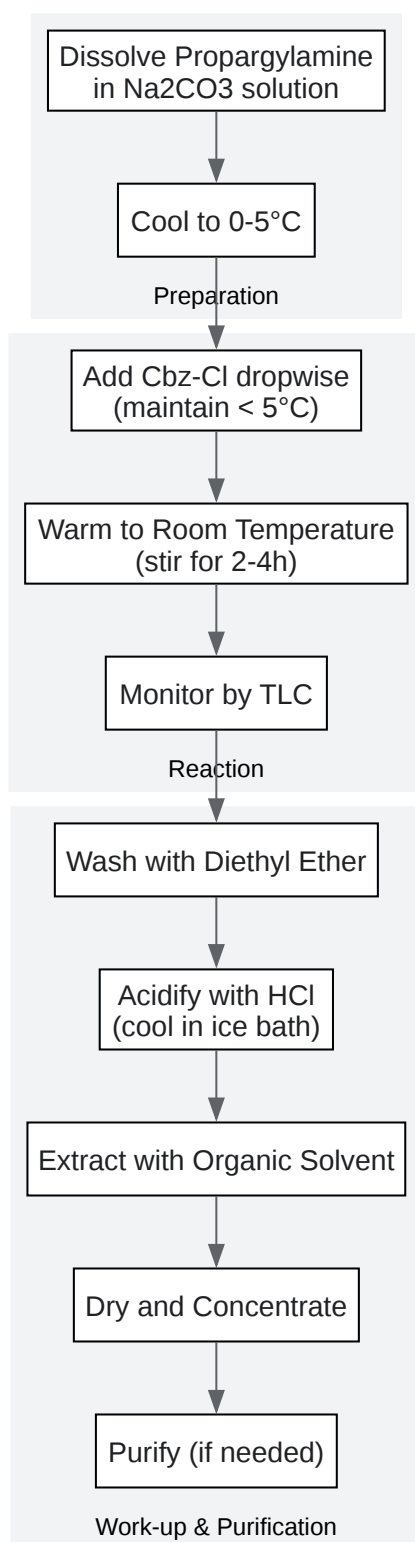 Dissolve Propargylamine
in Na2CO3 solution
Cool to 0-5°C
Preparation
Add Cbz-Cl dropwise
(maintain < 5°C)
Warm to Room Temperature
(stir for 2-4h)
Monitor by TLC
Reaction
Wash with Diethyl Ether
Acidify with HCl
(cool in ice bath)
Extract with Organic Solvent
Dry and Concentrate
Purify (if needed)
Work-up & Purification